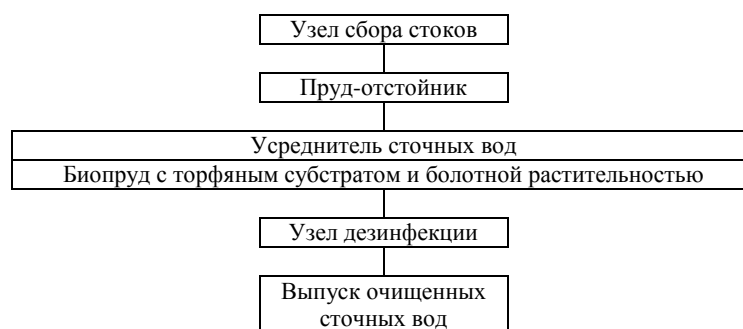 Узел сбора стоков
Пруд-отстойник
Усреднитель сточных вод
Биопруд с торфяным субстратом и болотной растительностью
Узел дезинфекции
Выпуск очищенных
сточных вод